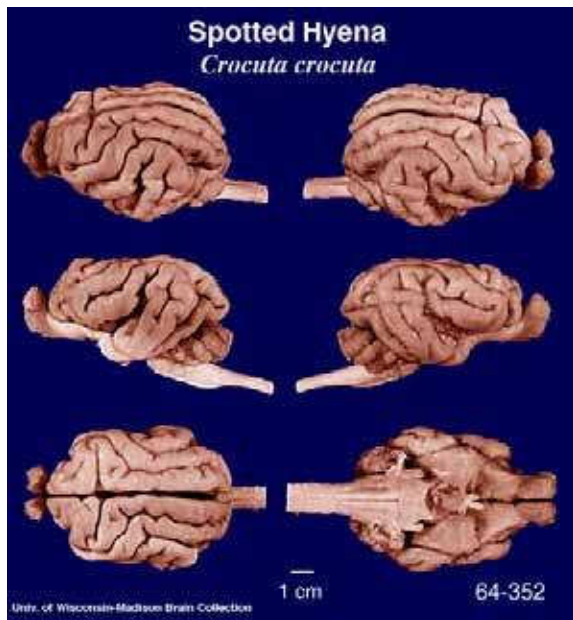 Spotted Hyena
Crocuta crocuta
1 cm
64-352
Univ. of Wisconsin-Madison Brain Collection